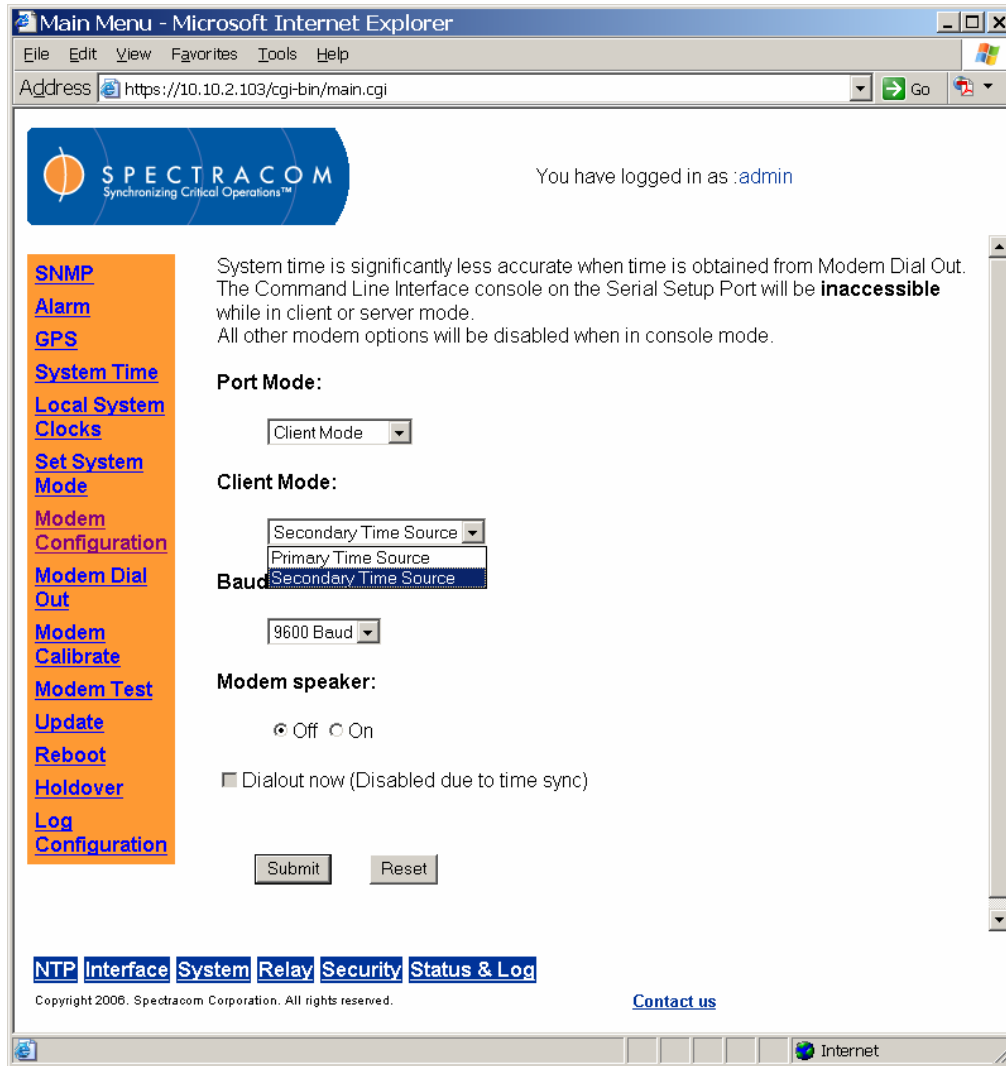 Main Menu - Microsoft Internet Explorer
File Edit View Favorites Tools Help
Address https://10.10.2.103/cgi-bin/main.cgi Go
SPECTRACOM
Synchronizing Critical Operations™
You have logged in as :admin
SNMP
Alarm
GPS
System Time
Local System
Clocks
Set System
Mode
Modem
Configuration
Modem Dial
Out
Modem
Calibrate
Modem Test
Update
Reboot
Holdover
Log
Configuration
System time is significantly less accurate when time is obtained from Modem Dial Out.
The Command Line Interface console on the Serial Setup Port will be inaccessible
while in client or server mode.
All other modem options will be disabled when in console mode.
Port Mode:
Client Mode
Client Mode:
Secondary Time Source
Primary Time Source
Secondary Time Source
Baud
9600 Baud
Modem speaker:
Off On
Dialout now (Disabled due to time sync)
Submit Reset
NTP Interface System Relay Security Status & Log
Copyright 2006. Spectracom Corporation. All rights reserved.
Contact us
Internet